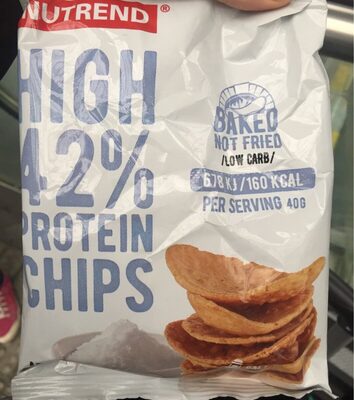 NUTREND®
HIGH
42%
PROTEIN
CHIPS
BAKED
NOT FRIED
/LOW CARB/
678 KJ/160 KCAL
PER SERVING 40G